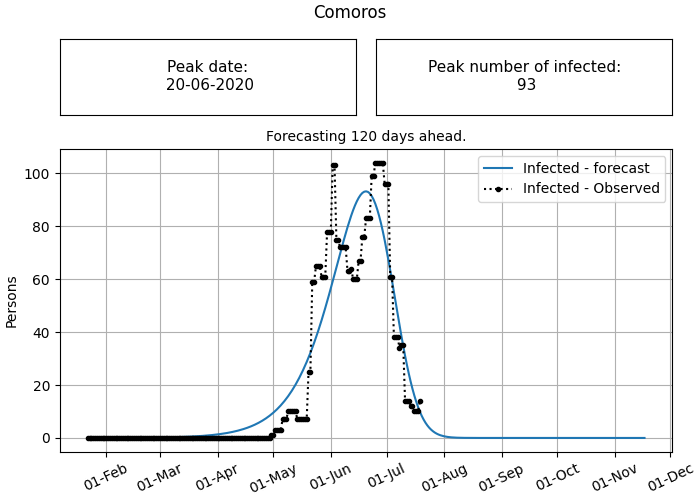 Comoros
Peak date:
20-06-2020
Peak number of infected:
93
Forecasting 120 days ahead.
Infected - forecast
Infected - Observed
Persons
100
80
60
40
20
0
01-Feb
01-Mar
01-Apr
01-May
01-Jun
01-Jul
01-Aug
01-Sep
01-Oct
01-Nov
01-Dec